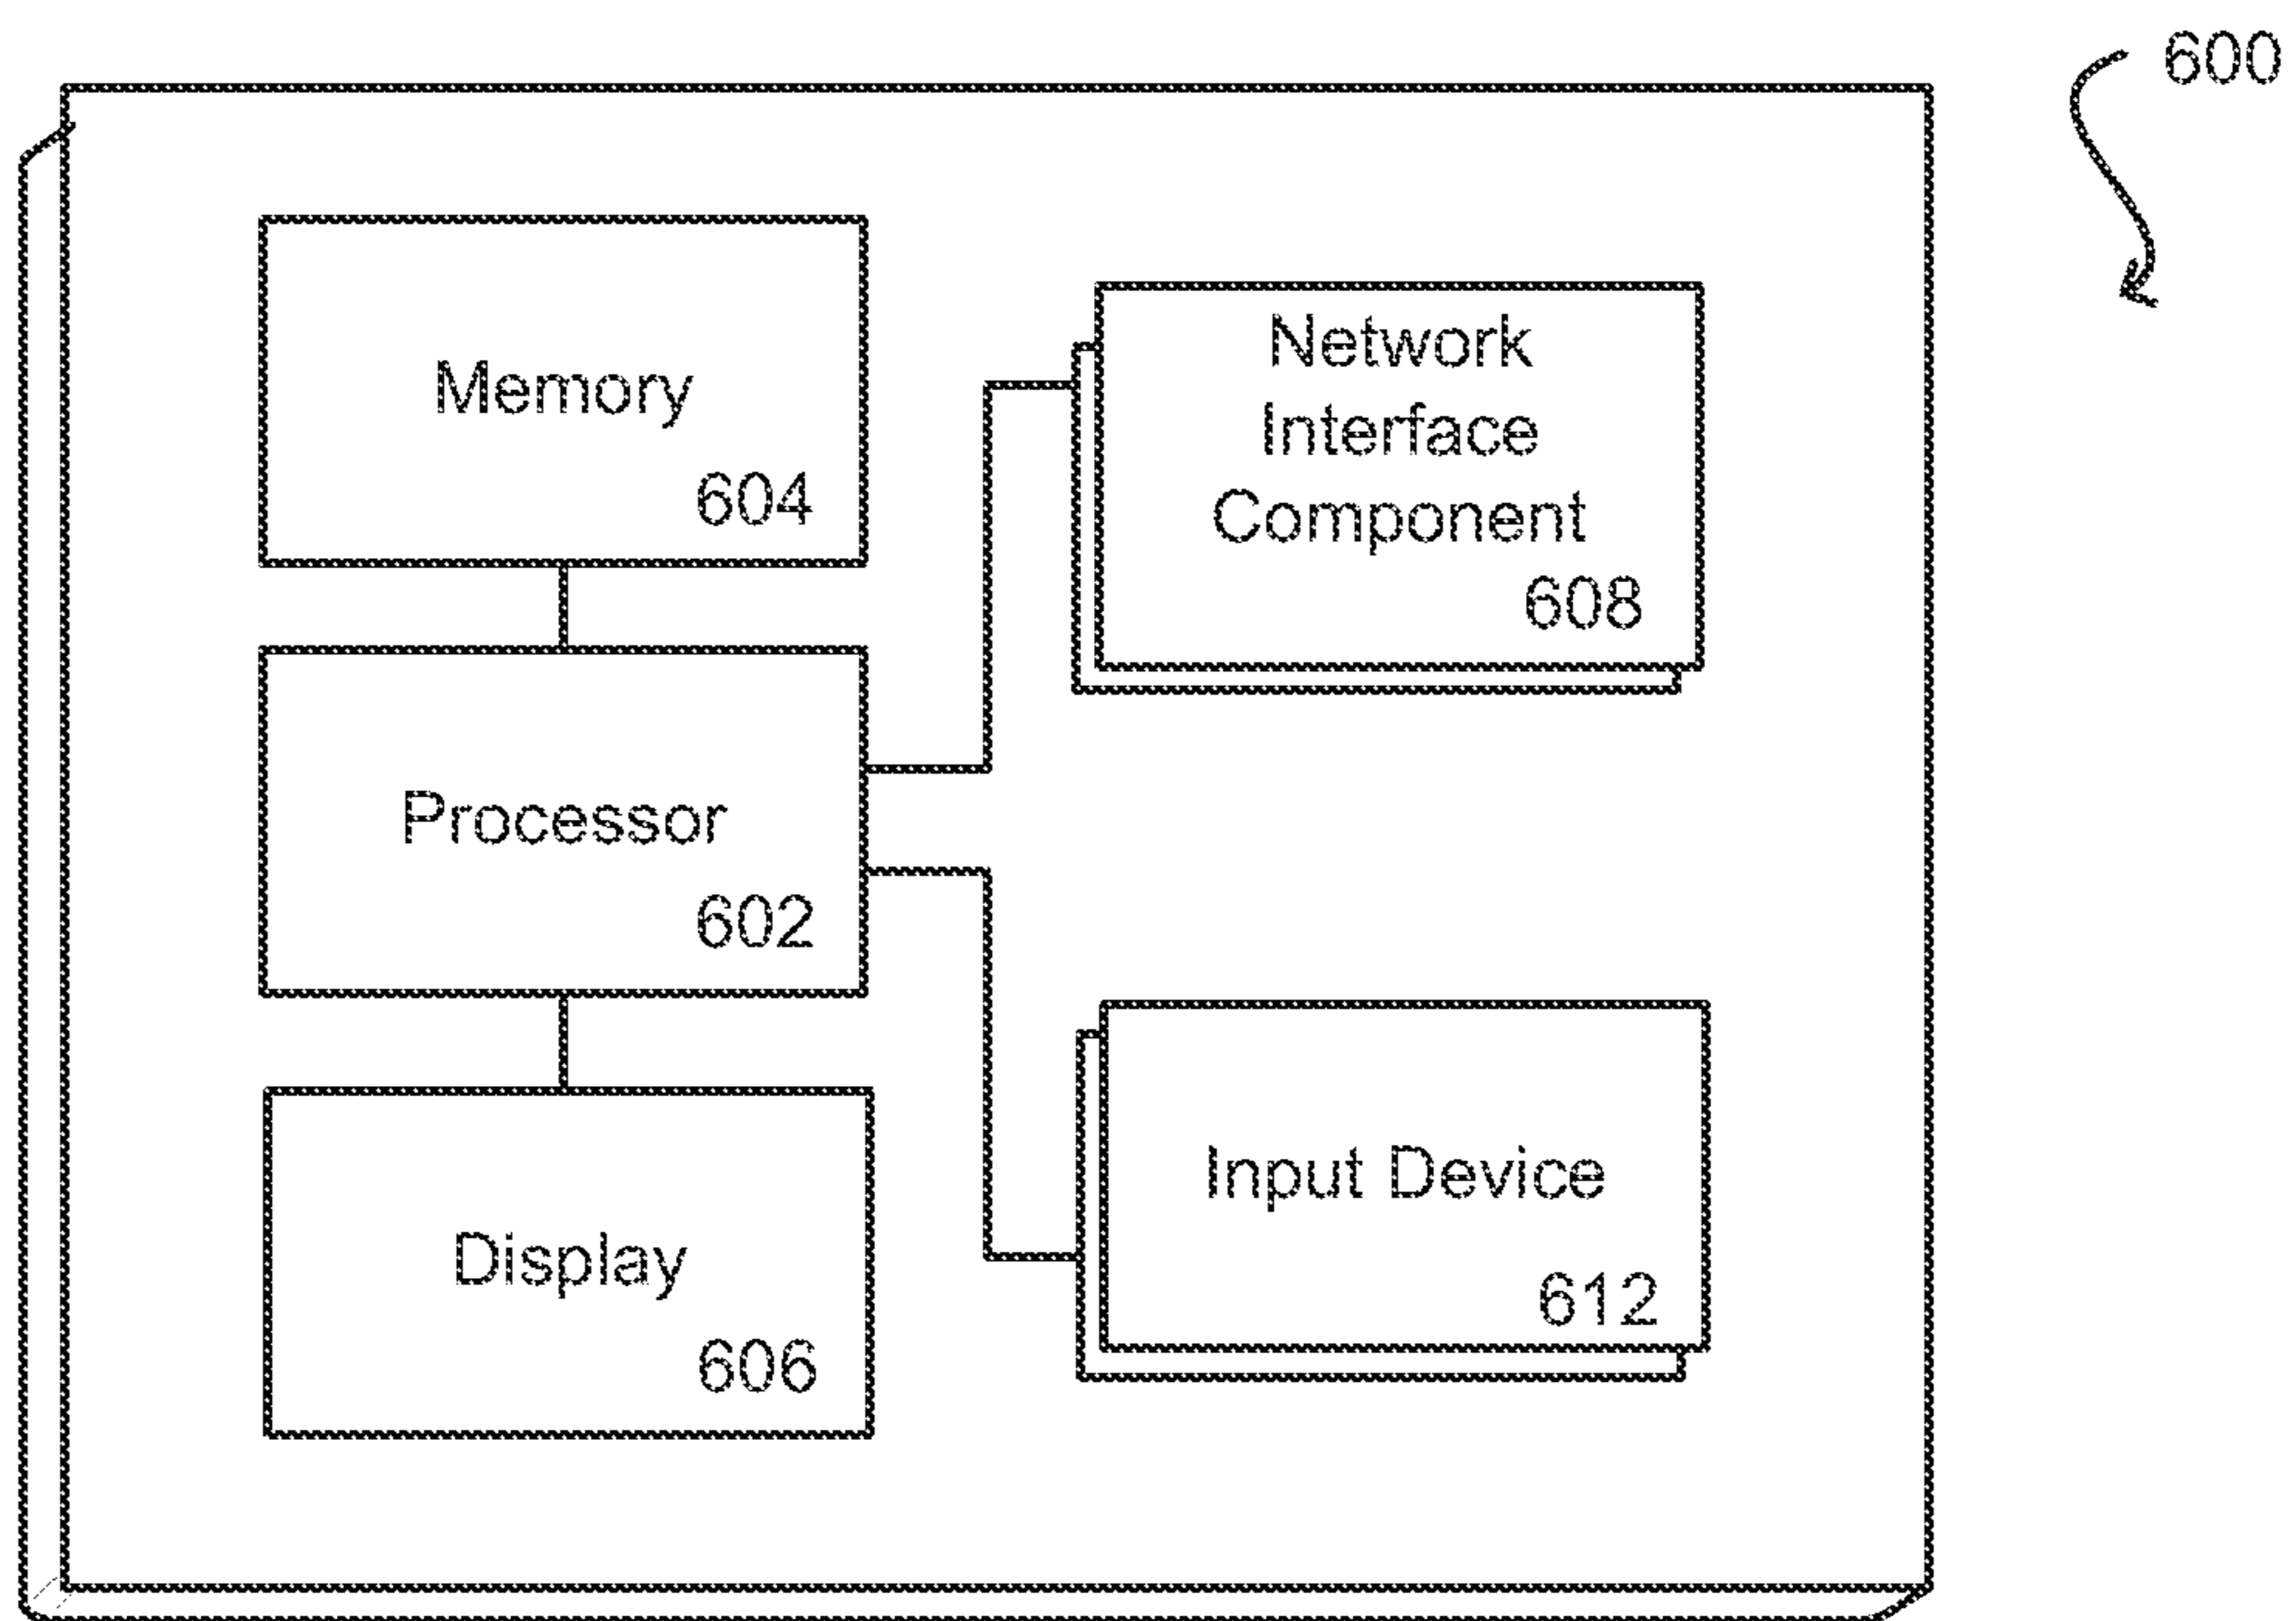 600
Memory
604
Network
Interface
Component
608
Processor
602
Input Device
612
Display
606